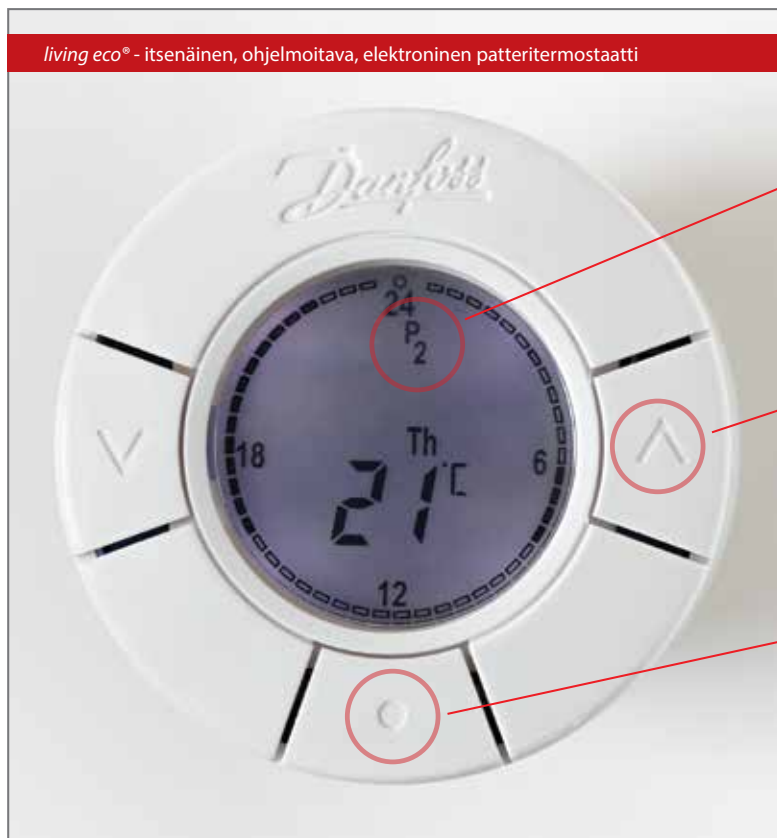 living eco® - itsenäinen, ohjelmoitava, elektroninen patteritermostaatti
Danfoss
24
P2
18
Th
6
21°C
12